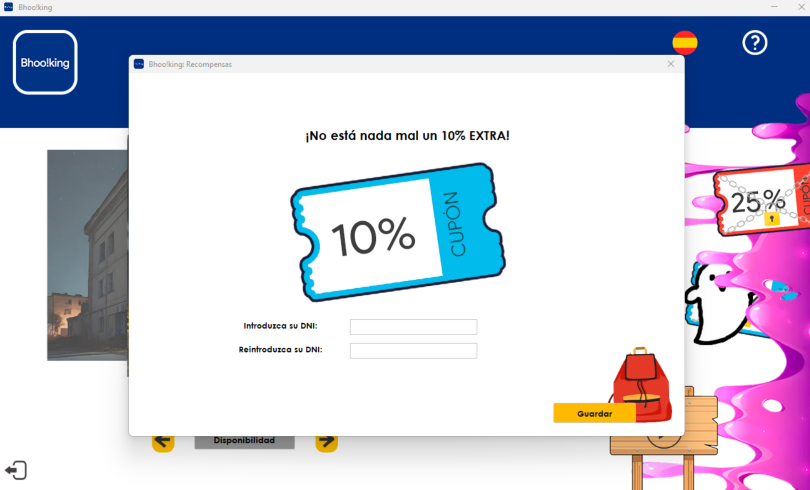 Bhoo!king
Bhoo!king
?
Bhoo!king: Recompensas
¡No está nada mal un 10% EXTRA!
10%
CUPÓN
25%
CUPÓN
Introduzca su DNI:
Reintroduzca su DNI:
Guardar
Disponibilidad